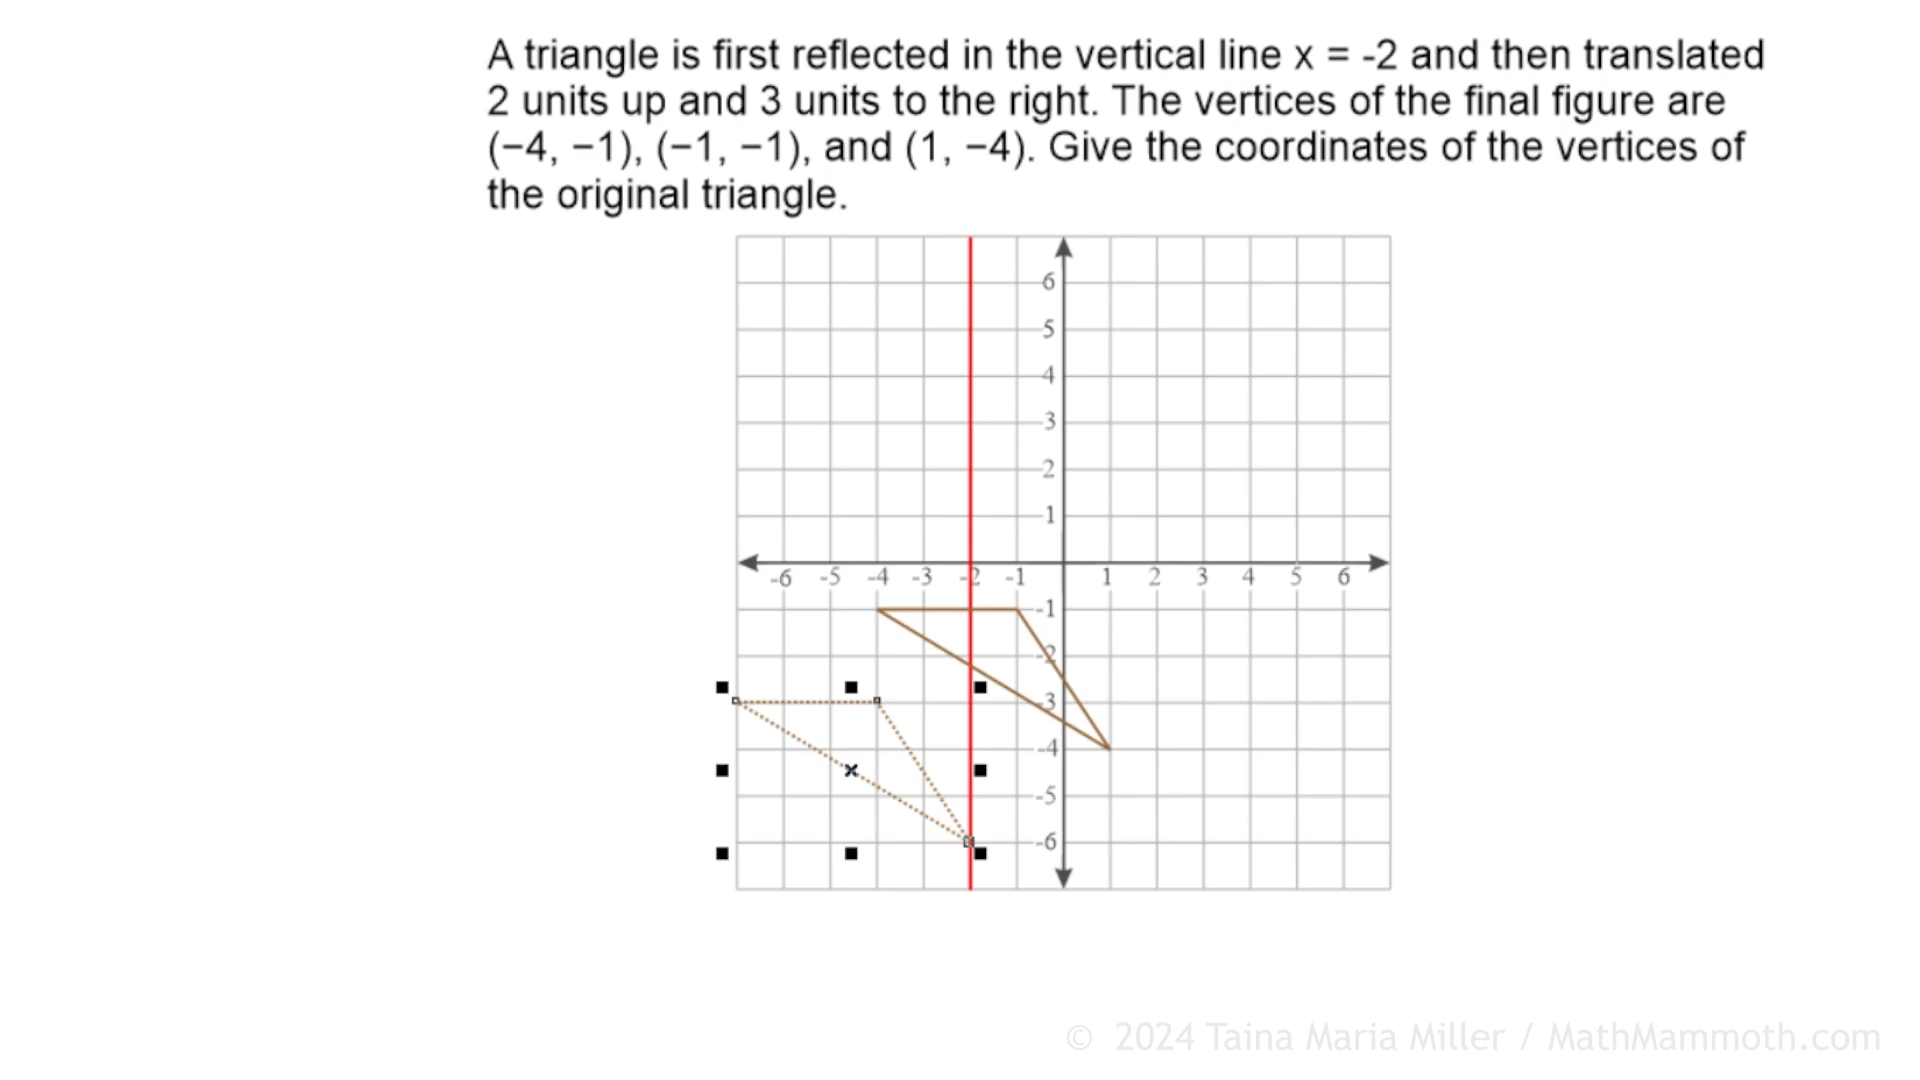 A triangle is first reflected in the vertical line x = -2 and then translated
2 units up and 3 units to the right. The vertices of the final figure are
(−4, −1), (−1, −1), and (1, −4). Give the coordinates of the vertices of
the original triangle.
6
5
4
3
2
1
-6 -5 -4 -3 -2 -1 1 2 3 4 5 6
-1
-2
-3
-4
-5
-6
© 2024 Taina Maria Miller / MathMammoth.com